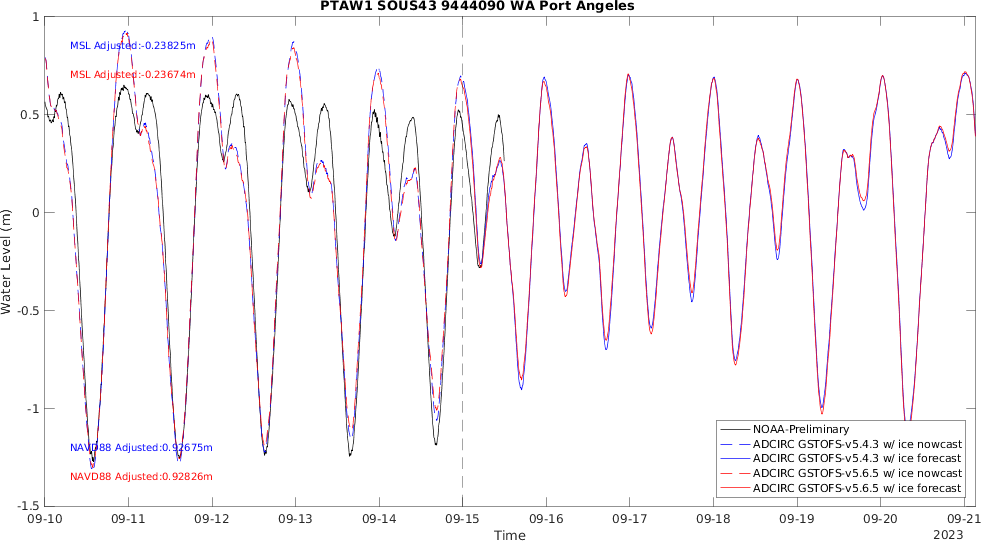 PTAW1 SOUS43 9444090 WA Port Angeles
1
MSL Adjusted:-0.23825m
MSL Adjusted:-0.23674m
0.5
0
Water Level (m)
-0.5
-1
NAVD88 Adjusted:0.92675m
NAVD88 Adjusted:0.92826m
NOAA-Preliminary
ADCIRC GSTOFS-v5.4.3 w/ ice nowcast
ADCIRC GSTOFS-v5.4.3 w/ ice forecast
ADCIRC GSTOFS-v5.6.5 w/ ice nowcast
ADCIRC GSTOFS-v5.6.5 w/ ice forecast
-1.5
09-10 09-11 09-12 09-13 09-14 09-15 09-16 09-17 09-18 09-19 09-20 09-21
Time
2023